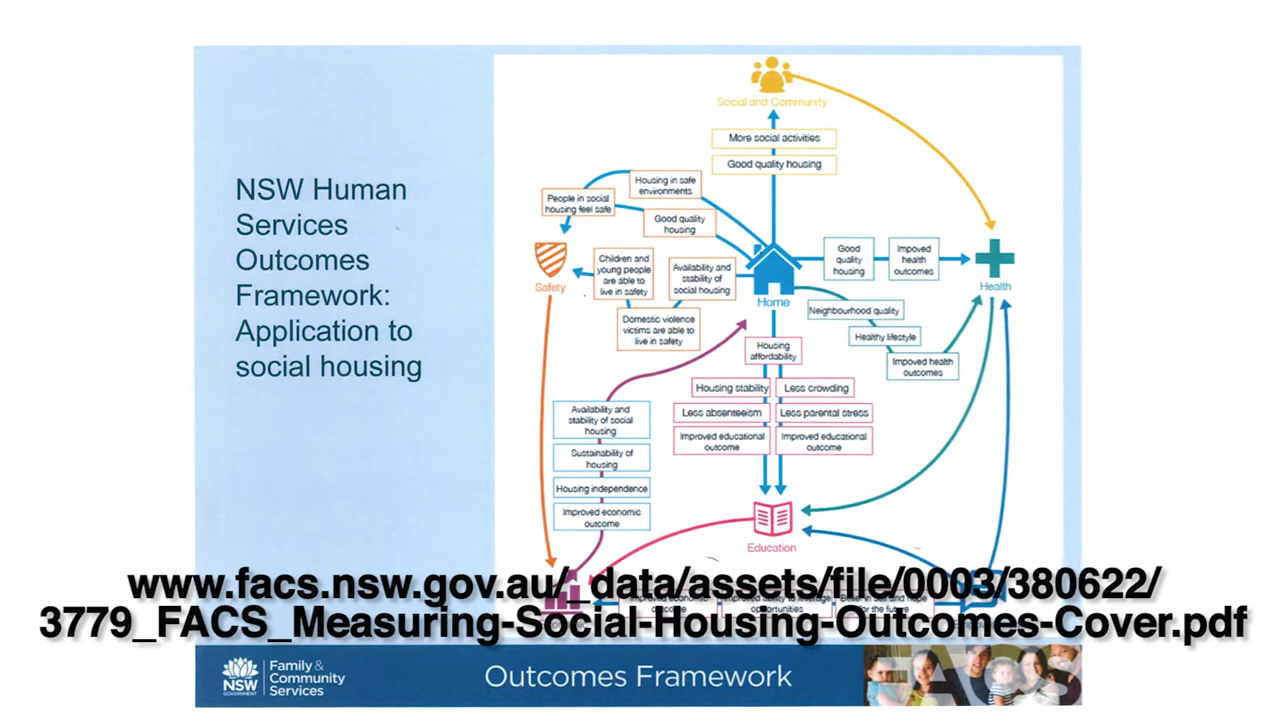 NSW Human
Services
Outcomes
Framework:
Application to
social housing
Social and Community
More social activities
Good quality housing
Housing in safe
environments
People in social
housing feel safe
Good quality
housing
Safety
Children and
young people
are able to
live in safety
Availability and
stability of
social housing
Domestic violence
victims are able to
live in safety
Home
Good
quality
housing
Impoved
health
outcomes
Health
Neighbourhood quality
Healthy lifestyle
Impoved health
outcomes
Housing
affordability
Housing stability
Less crowding
Less absenteeism
Less parental stress
Improved educational
outcome
Improved educational
outcome
Availability and
stability of social
housing
Sustainability of
housing
Housing independence
Improved economic
outcome
Education
www.facs.nsw.gov.au/_data/assets/file/0003/380622/
3779_FACS_Measuring-Social-Housing-Outcomes-Cover.pdf
NSW
GOVERNMENT
Family &
Community
Services
Outcomes Framework
FACS